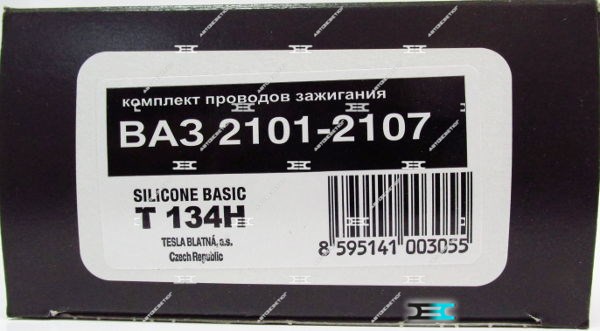 комплект проводов зажигания
ВАЗ 2101-2107
SILICONE BASIC
T 134H
TESLA BLATNÁ, a.s.
Czech Republic
8 595141 003055